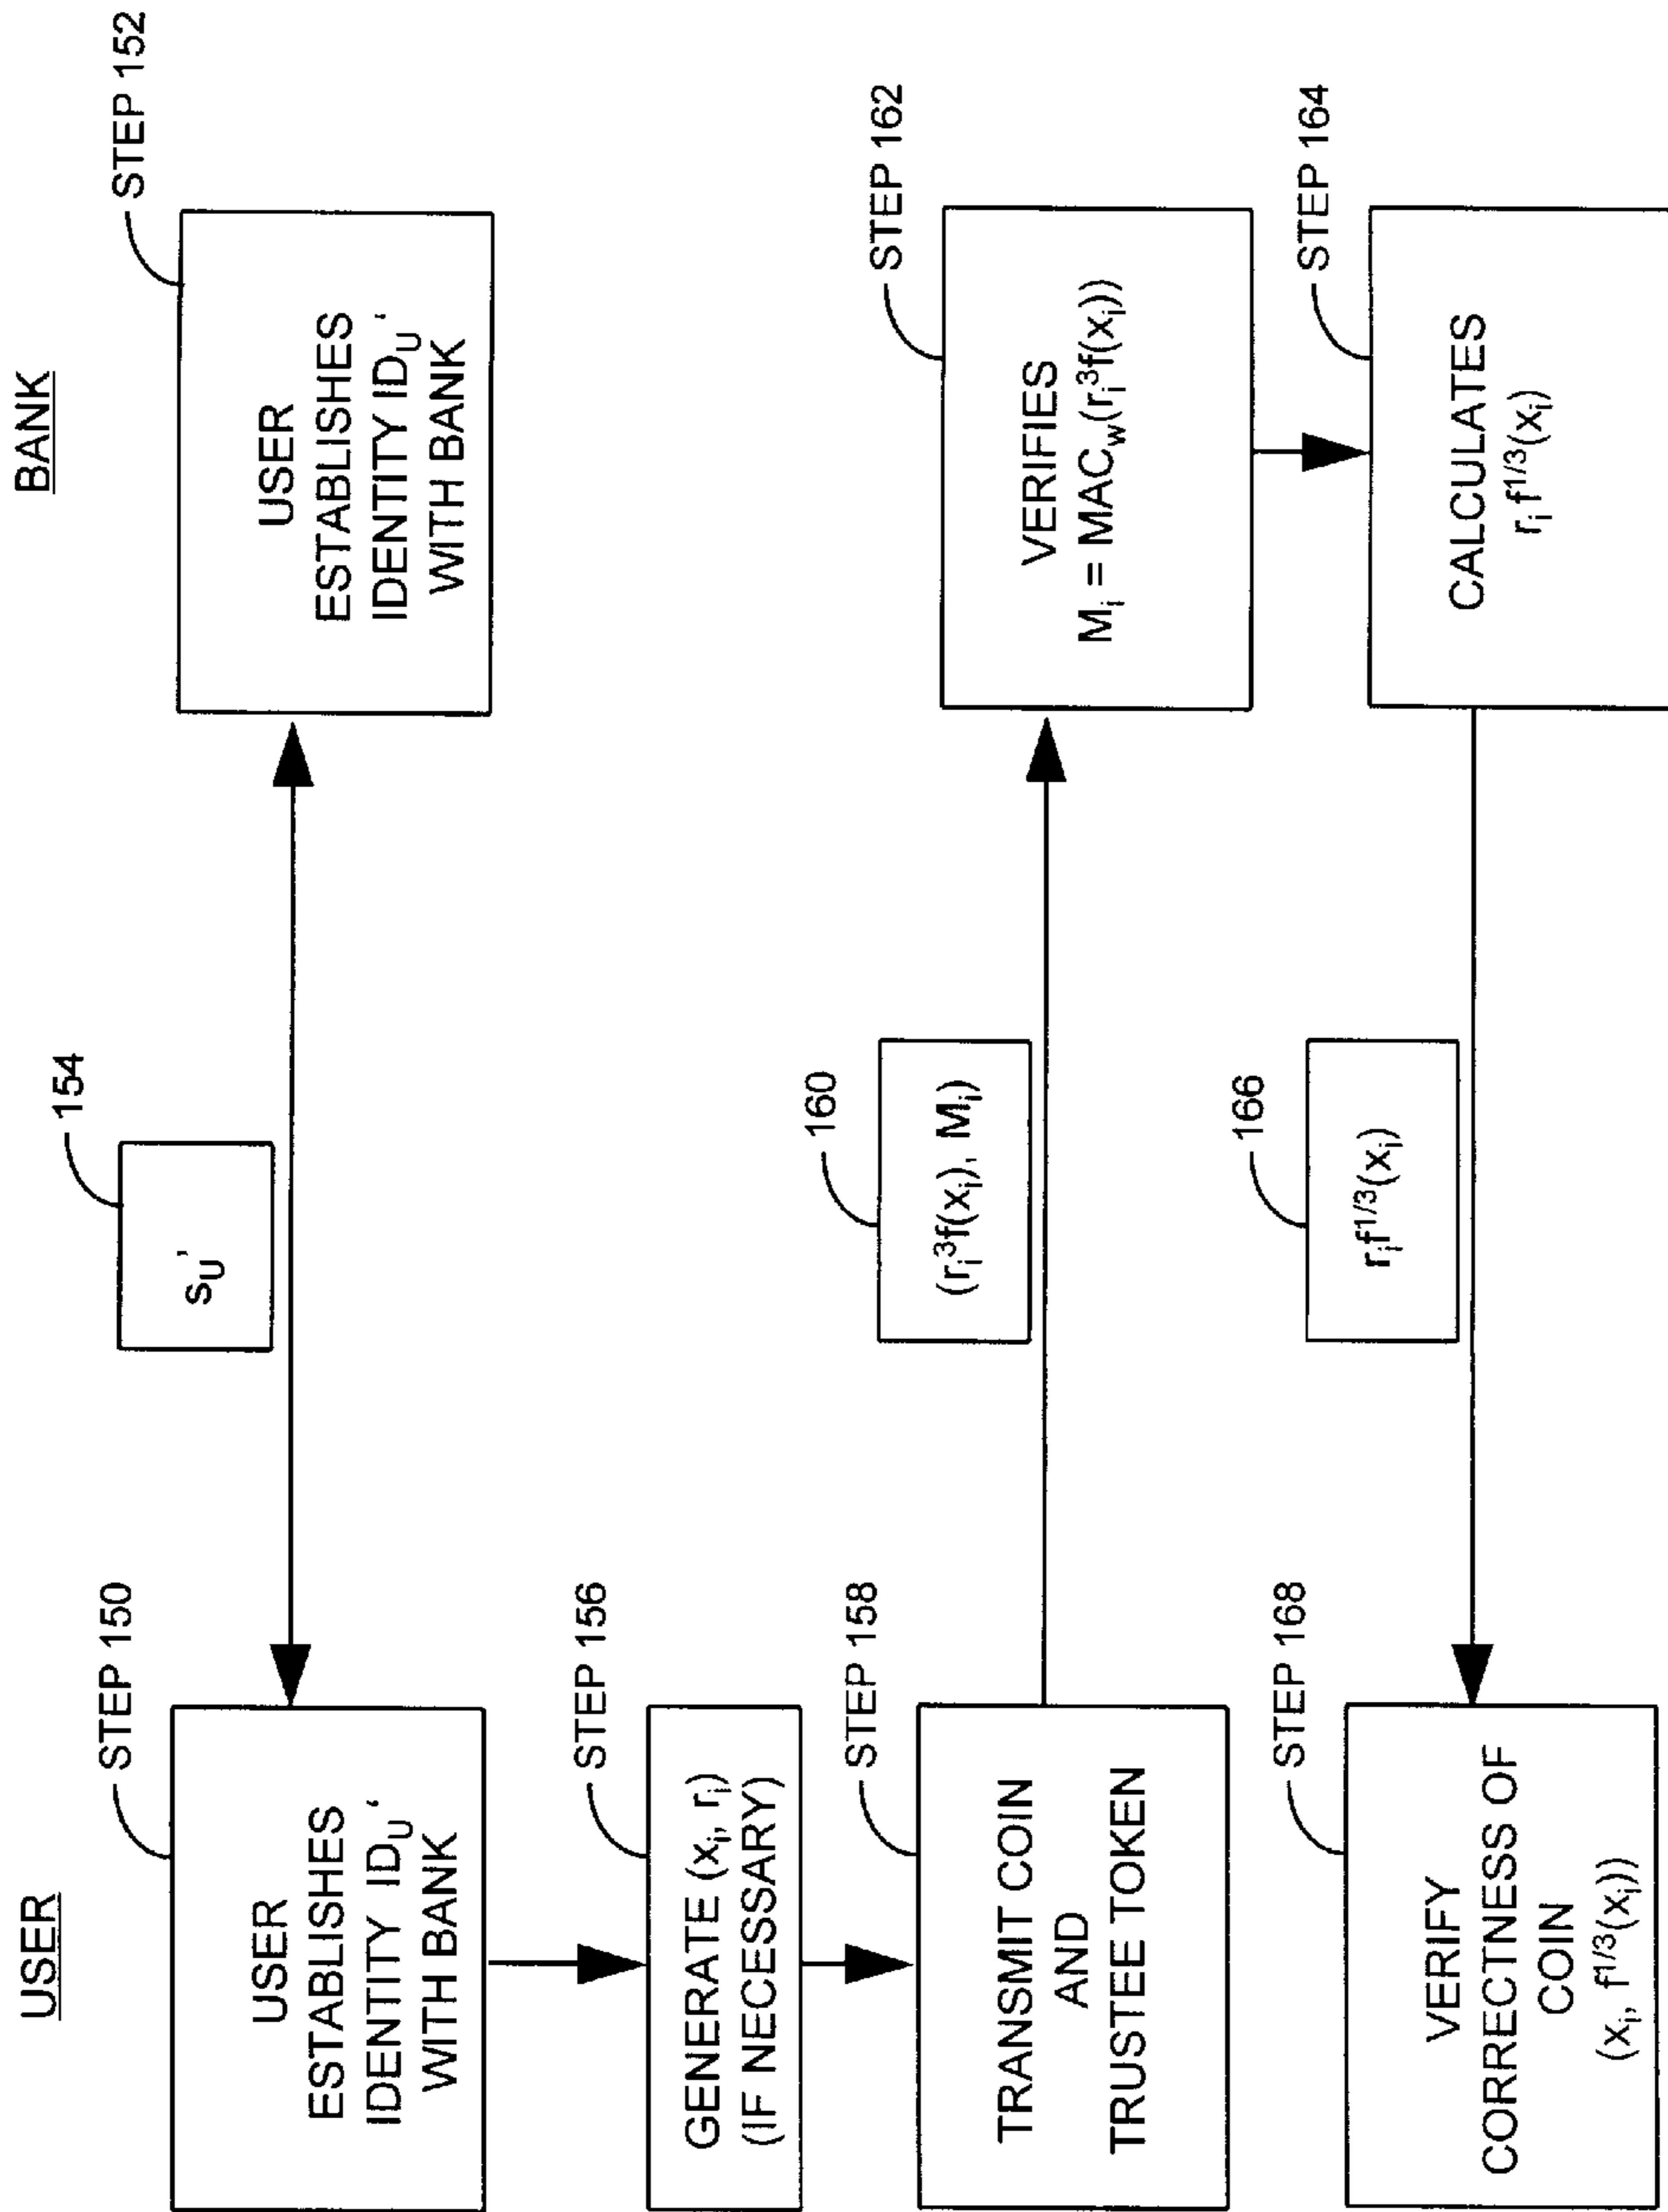 USER
BANK
STEP 150
USER
ESTABLISHES
IDENTITY ID_U '
WITH BANK
154
s_U'
STEP 152
USER
ESTABLISHES
IDENTITY ID_U '
WITH BANK
STEP 156
GENERATE (x_i, r_i)
(IF NECESSARY)
STEP 158
TRANSMIT COIN
AND
TRUSTEE TOKEN
160
(r_i^3f(x_i), M_i)
STEP 162
VERIFIES
M_i = MAC_w(r_i^3f(x_i))
STEP 164
CALCULATES
r_i f^1/3(x_i)
166
r_if^1/3(x_i)
STEP 168
VERIFY
CORRECTNESS OF
COIN
(x_i, f^1/3(x_i))